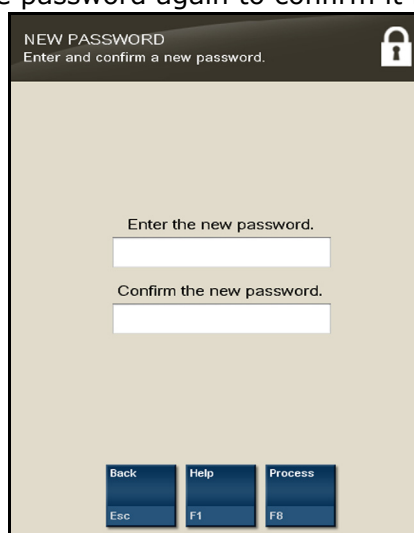 password again to confirm it
NEW PASSWORD
Enter and confirm a new password.
Enter the new password.
Confirm the new password.
Back Help Process
Esc F1 F8